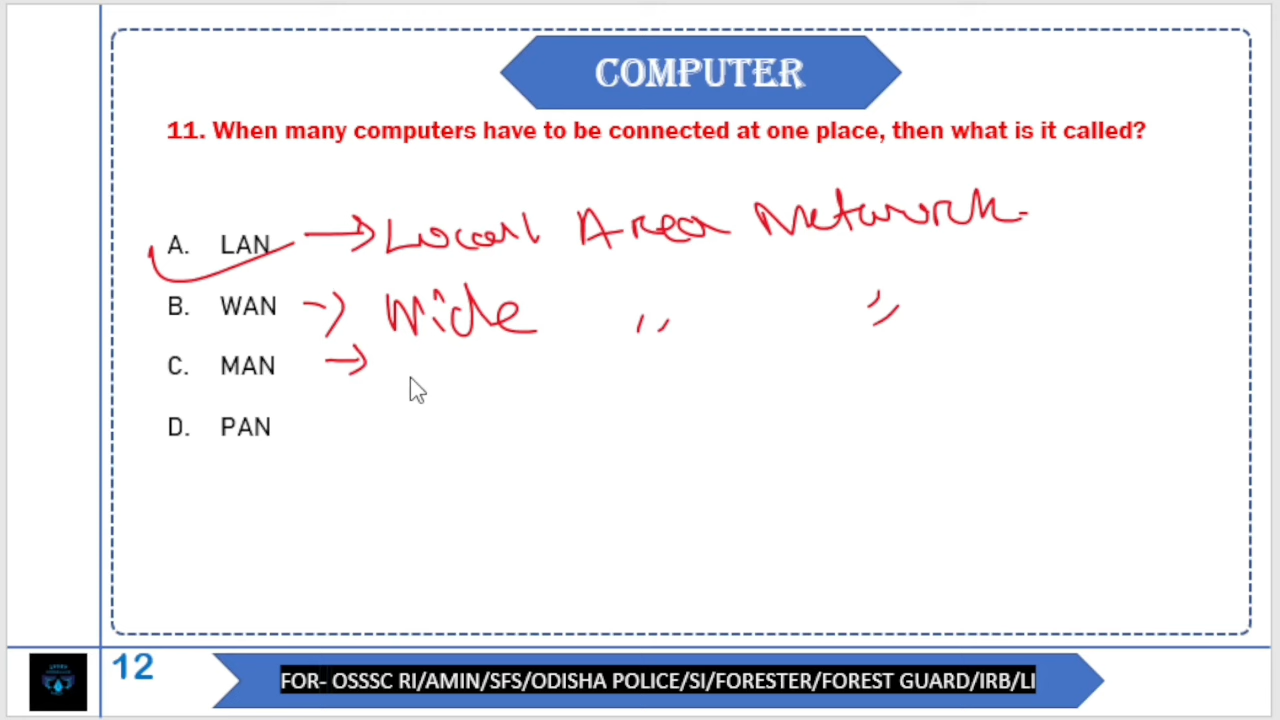 COMPUTER
11. When many computers have to be connected at one place, then what is it called?
A. LAN → Local Area Network.
B. WAN → Wide " "
C. MAN →
D. PAN
12
FOR- OSSSC RI/AMIN/SFS/ODISHA POLICE/SI/FORESTER/FOREST GUARD/IRB/LI